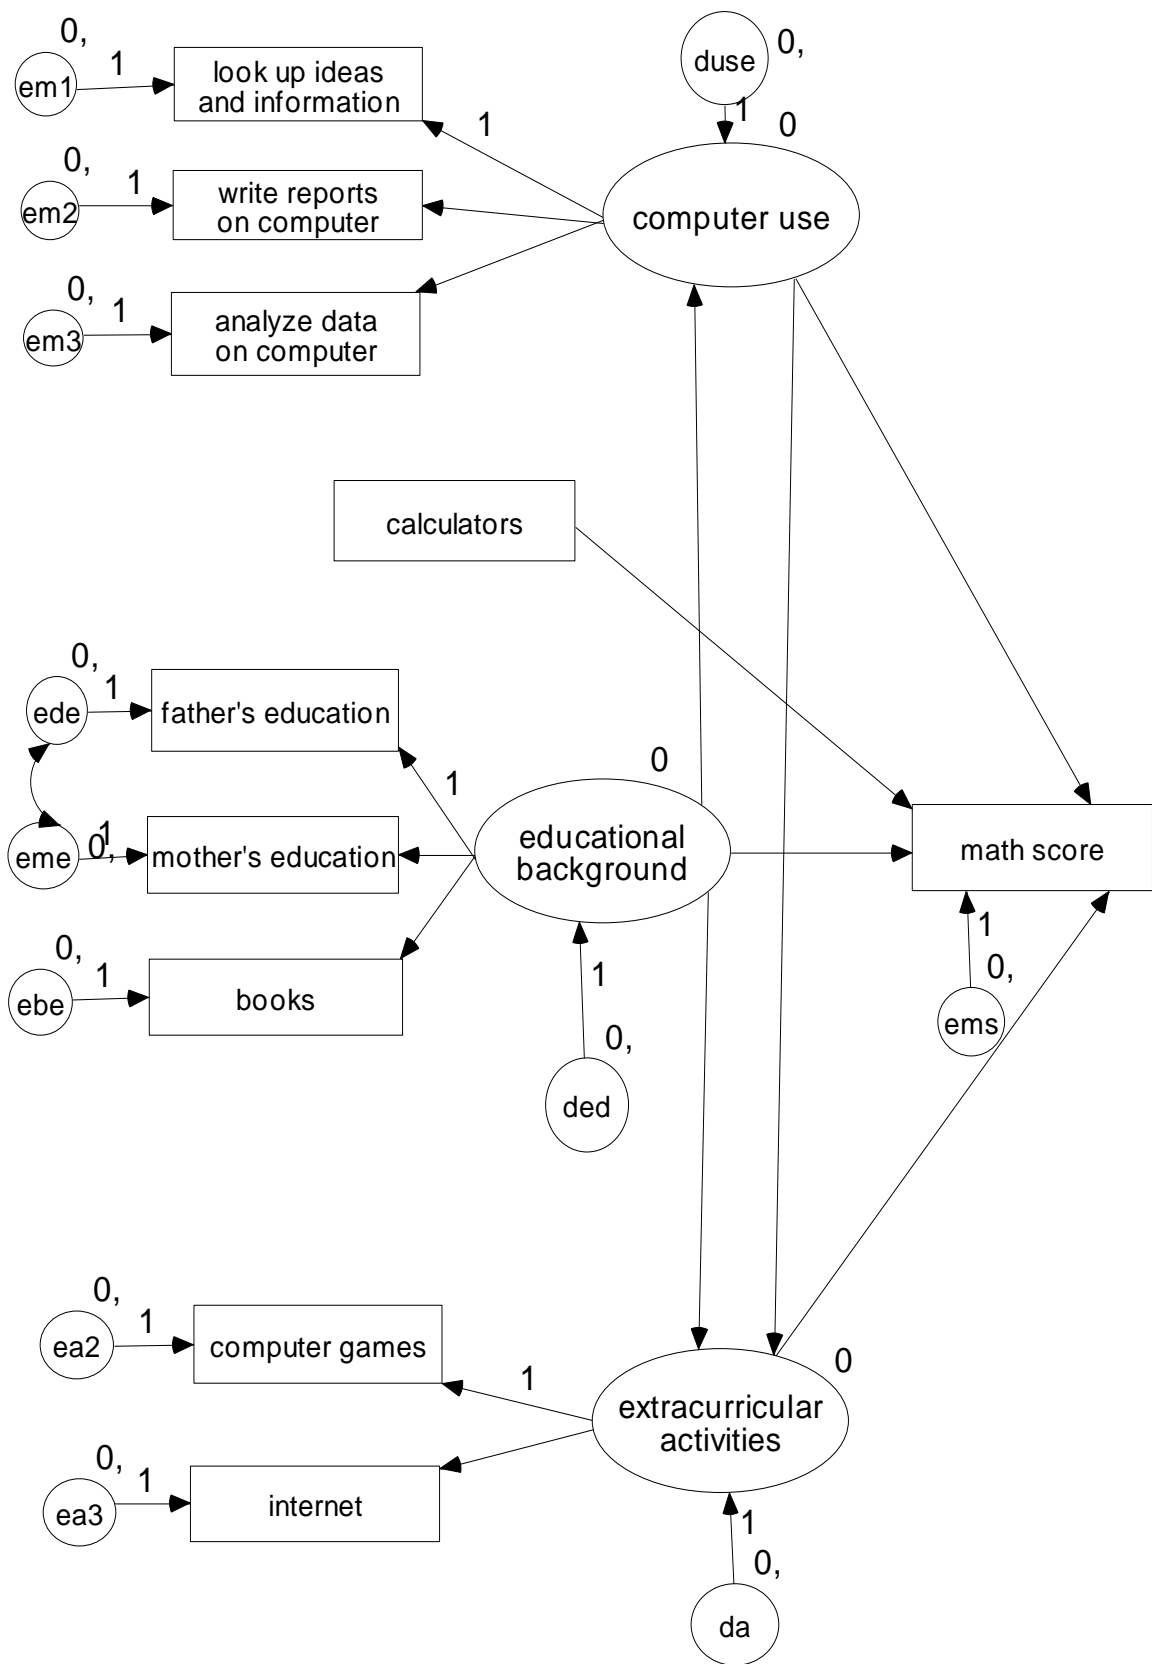 0,
em1
1
look up ideas
and information
1
duse
0,
1
0
computer use
0,
em2
1
write reports
on computer
0,
em3
1
analyze data
on computer
calculators
0,
ede
1
father's education
1
0
educational
background
eme
0,
1
mother's education
math score
1
0,
ems
0,
ebe
1
books
1
0,
ded
0,
ea2
1
computer games
1
0
extracurricular
activities
0,
ea3
1
internet
1
0,
da